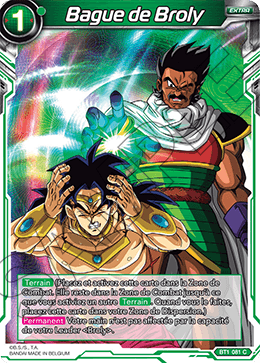 1
Bague de Broly
EXTRA
Terrain (Placez et activez cette carte dans la Zone de
Combat. Elle reste dans la Zone de Combat jusqu'à ce
que vous activiez un autre Terrain. Quand vous le faites,
placez cette carte dans votre Zone de Dispersion.)
Permanent Votre main n'est pas affectée par la capacité
de votre Leader <Broly>.
©B.S./S., T.A.
BANDAI MADE IN BELGIUM
BT1 081 C